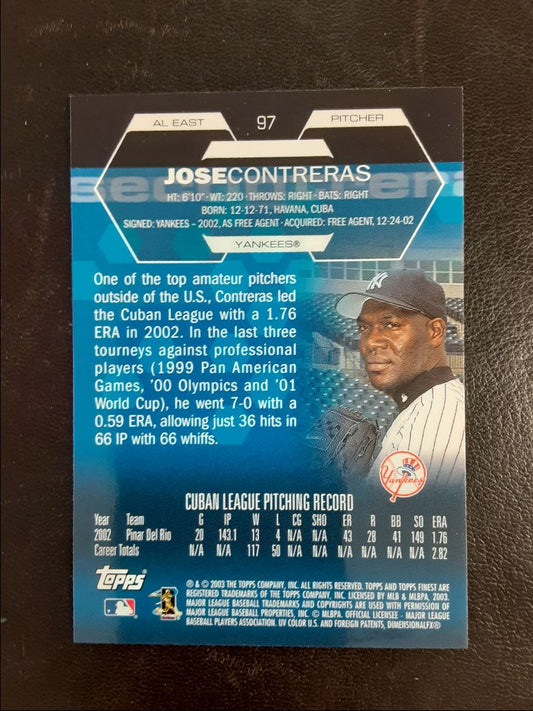 AL EAST
97
PITCHER
JOSECONTRERAS
HT: 6'10" · WT: 220 · THROWS: RIGHT · BATS: RIGHT
BORN: 12-12-71, HAVANA, CUBA
SIGNED: YANKEES – 2002, AS FREE AGENT · ACQUIRED: FREE AGENT, 12-24-02
YANKEES®
One of the top amateur pitchers
outside of the U.S., Contreras led
the Cuban League with a 1.76
ERA in 2002. In the last three
tourneys against professional
players (1999 Pan American
Games, '00 Olympics and '01
World Cup), he went 7-0 with a
0.59 ERA, allowing just 36 hits in
66 IP with 66 whiffs.
NY
Yankees
CUBAN LEAGUE PITCHING RECORD
Year Team G IP W L CG SHO ER R BB SO ERA
2002 Pinar Del Rio 20 143.1 13 4 N/A N/A 43 28 41 149 1.76
Career Totals N/A N/A 117 50 N/A N/A N/A N/A N/A N/A 2.82
Topps
® & © 2003 THE TOPPS COMPANY, INC. ALL RIGHTS RESERVED. TOPPS AND TOPPS FINEST ARE
REGISTERED TRADEMARKS OF THE TOPPS COMPANY, INC. LICENSED BY MLB & MLBPA, 2003.
MAJOR LEAGUE BASEBALL TRADEMARKS AND COPYRIGHTS ARE USED WITH PERMISSION OF
MAJOR LEAGUE BASEBALL PROPERTIES, INC. © MLBPA. OFFICIAL LICENSEE - MAJOR LEAGUE
BASEBALL PLAYERS ASSOCIATION. UV COLOR U.S. AND FOREIGN PATENTS, DIMENSIONALFX®